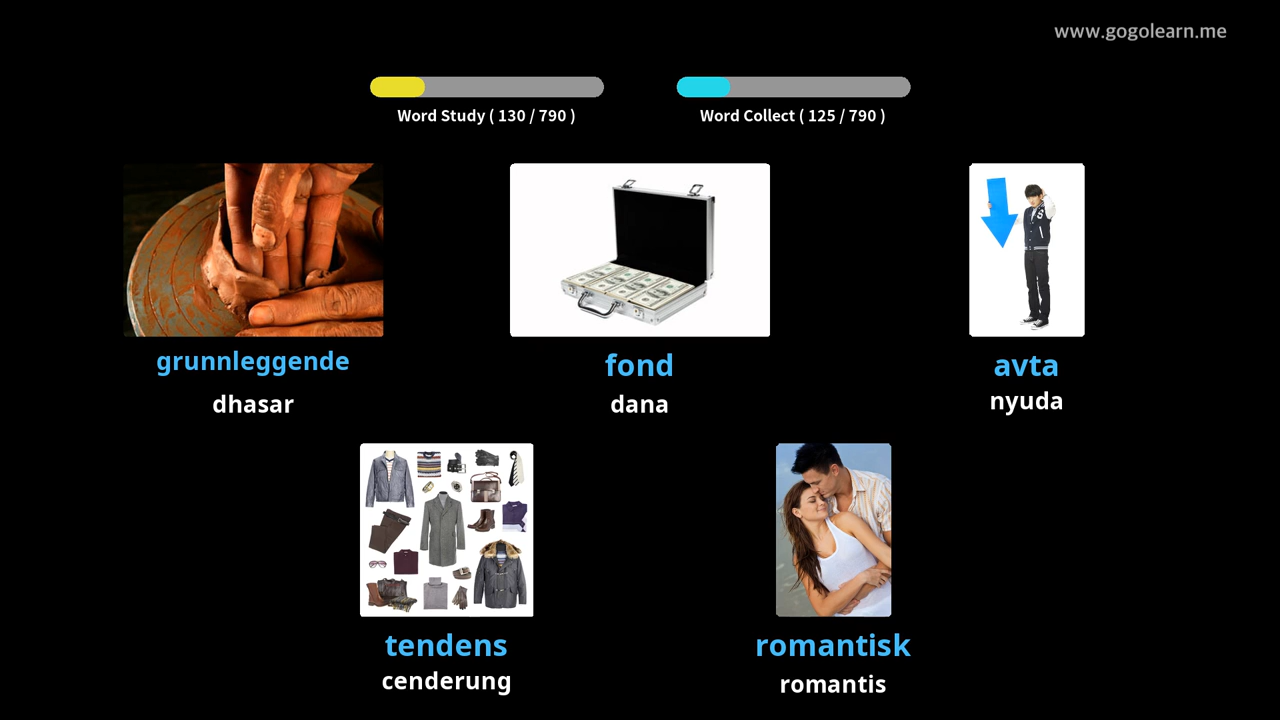 www.gogolearn.me
Word Study ( 130 / 790 )
Word Collect ( 125 / 790 )
grunnleggende
dhasar
fond
dana
avta
nyuda
tendens
cenderung
romantisk
romantis